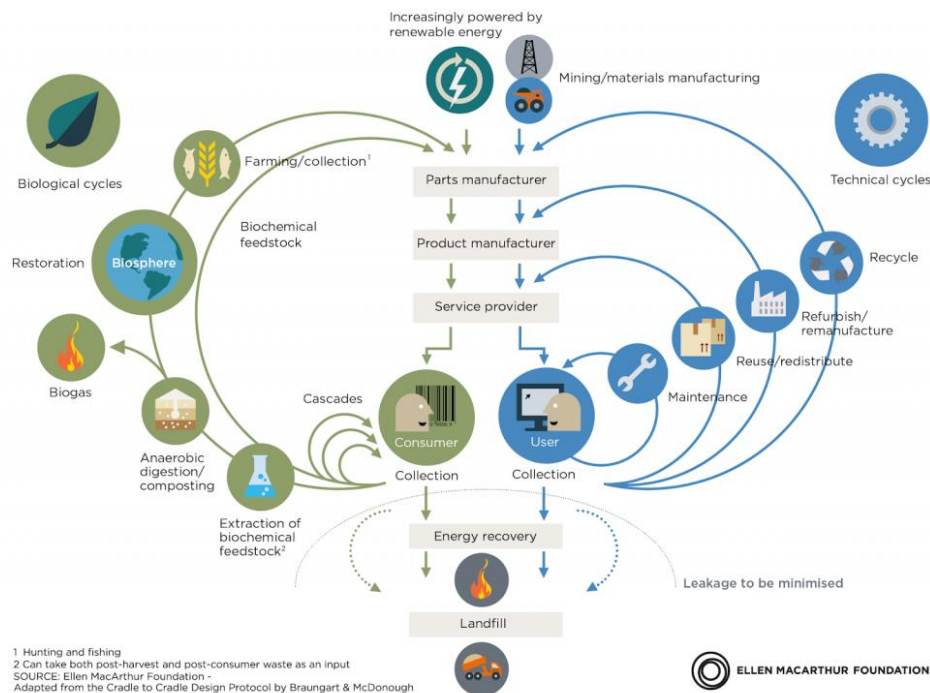 Increasingly powered by
renewable energy
Mining/materials manufacturing
Biological cycles
Farming/collection¹
Parts manufacturer
Technical cycles
Biochemical
feedstock
Product manufacturer
Restoration
Biosphere
Recycle
Service provider
Refurbish/
remanufacture
Reuse/redistribute
Biogas
Cascades
Maintenance
Consumer
User
Anaerobic
digestion/
composting
Collection
Collection
Extraction of
biochemical
feedstock²
Energy recovery
Leakage to be minimised
Landfill
1 Hunting and fishing
2 Can take both post-harvest and post-consumer waste as an input
SOURCE: Ellen MacArthur Foundation -
Adapted from the Cradle to Cradle Design Protocol by Braungart & McDonough
ELLEN MACARTHUR FOUNDATION